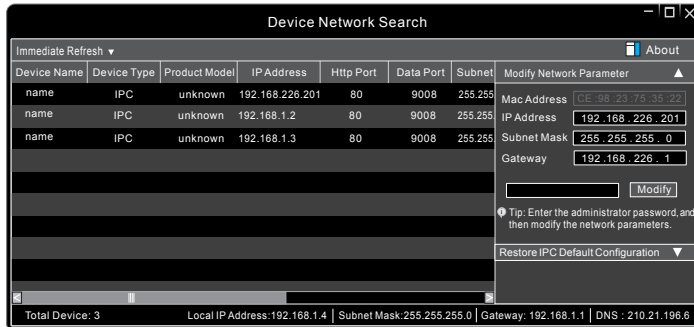 Device Network Search
Immediate Refresh ▼
About
Device Name Device Type Product Model IP Address Http Port Data Port Subnet
name IPC unknown 192.168.226.201 80 9008 255.255
name IPC unknown 192.168.1.2 80 9008 255.255.
name IPC unknown 192.168.1.3 80 9008 255.255
Modify Network Parameter ▲
Mac Address CE :98 :23 :75 :35 :22
IP Address 192 .168 .226 .201
Subnet Mask 255 .255 .255 . 0
Gateway 192 .168 .226 . 1
Modify
Tip: Enter the administrator password, and
then modify the network parameters.
Restore IPC Default Configuration ▼
Total Device: 3 Local IP Address:192.168.1.4 Subnet Mask:255.255.255.0 Gateway: 192.168.1.1 DNS : 210.21.196.6